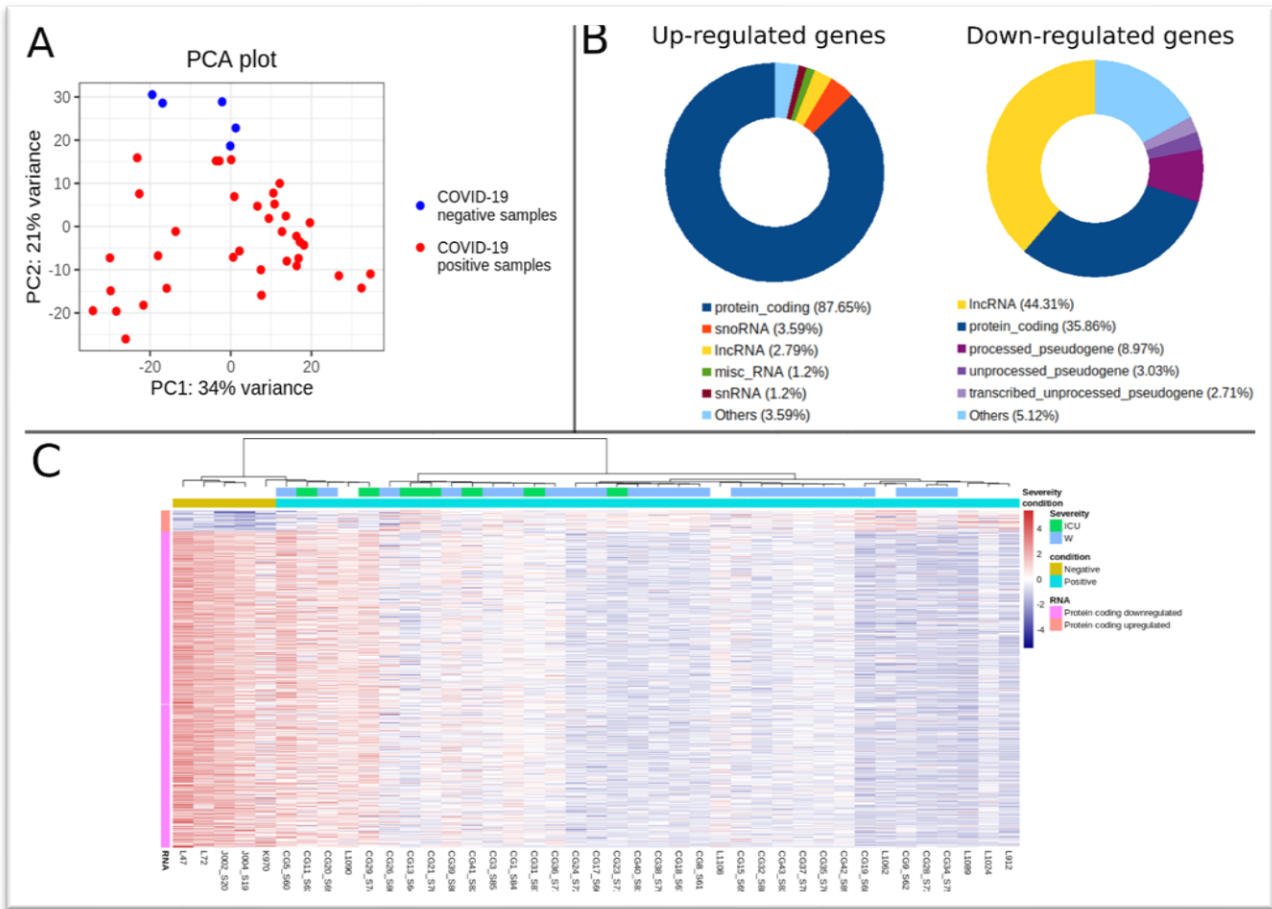 A
PCA plot
30
20
10
0
-10
-20
PC2: 21% variance
-20
0
20
PC1: 34% variance
COVID-19
negative samples
COVID-19
positive samples
B
Up-regulated genes
protein_coding (87.65%)
snoRNA (3.59%)
lncRNA (2.79%)
misc_RNA (1.2%)
snRNA (1.2%)
Others (3.59%)
Down-regulated genes
lncRNA (44.31%)
protein_coding (35.86%)
processed_pseudogene (8.97%)
unprocessed_pseudogene (3.03%)
transcribed_unprocessed_pseudogene (2.71%)
Others (5.12%)
C
Severity
condition
4
2
0
-2
-4
Severity
ICU
W
condition
Negative
Positive
RNA
Protein coding downregulated
Protein coding upregulated
RNA
L47
L72
J002_S20
J004_S19
K970
CG5_S60
CG11_S6
CG20_S69
L1090
CG29_S7
CG26_S8
CG13_S6
CG21_S7
CG39_S8
CG41_S8
CG3_S85
CG1_S84
CG31_S8
CG36_S7
CG24_S7
CG17_S6
CG23_S7
CG40_S8
CG38_S7
CG18_S6
CG8_S61
L1108
CG15_S6
CG32_S8
CG43_S8
CG37_S7
CG35_S7
CG42_S8
CG19_S6
L1062
CG9_S62
CG28_S7
CG34_S7
L1089
L1024
L912